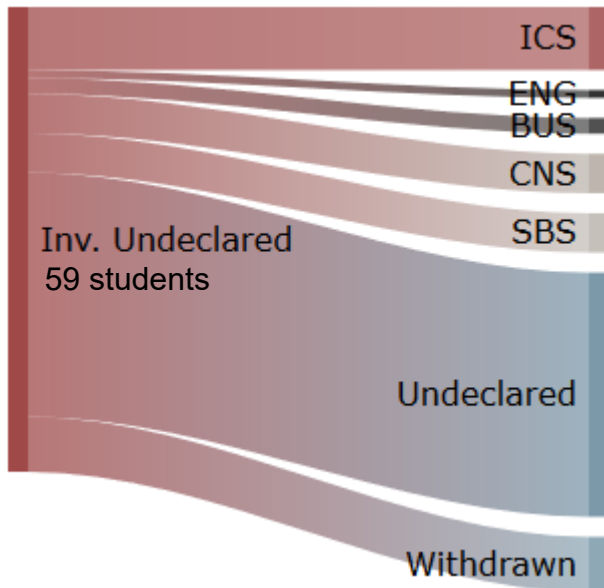 ICS
ENG
BUS
CNS
SBS
Inv. Undeclared
59 students
Undeclared
Withdrawn